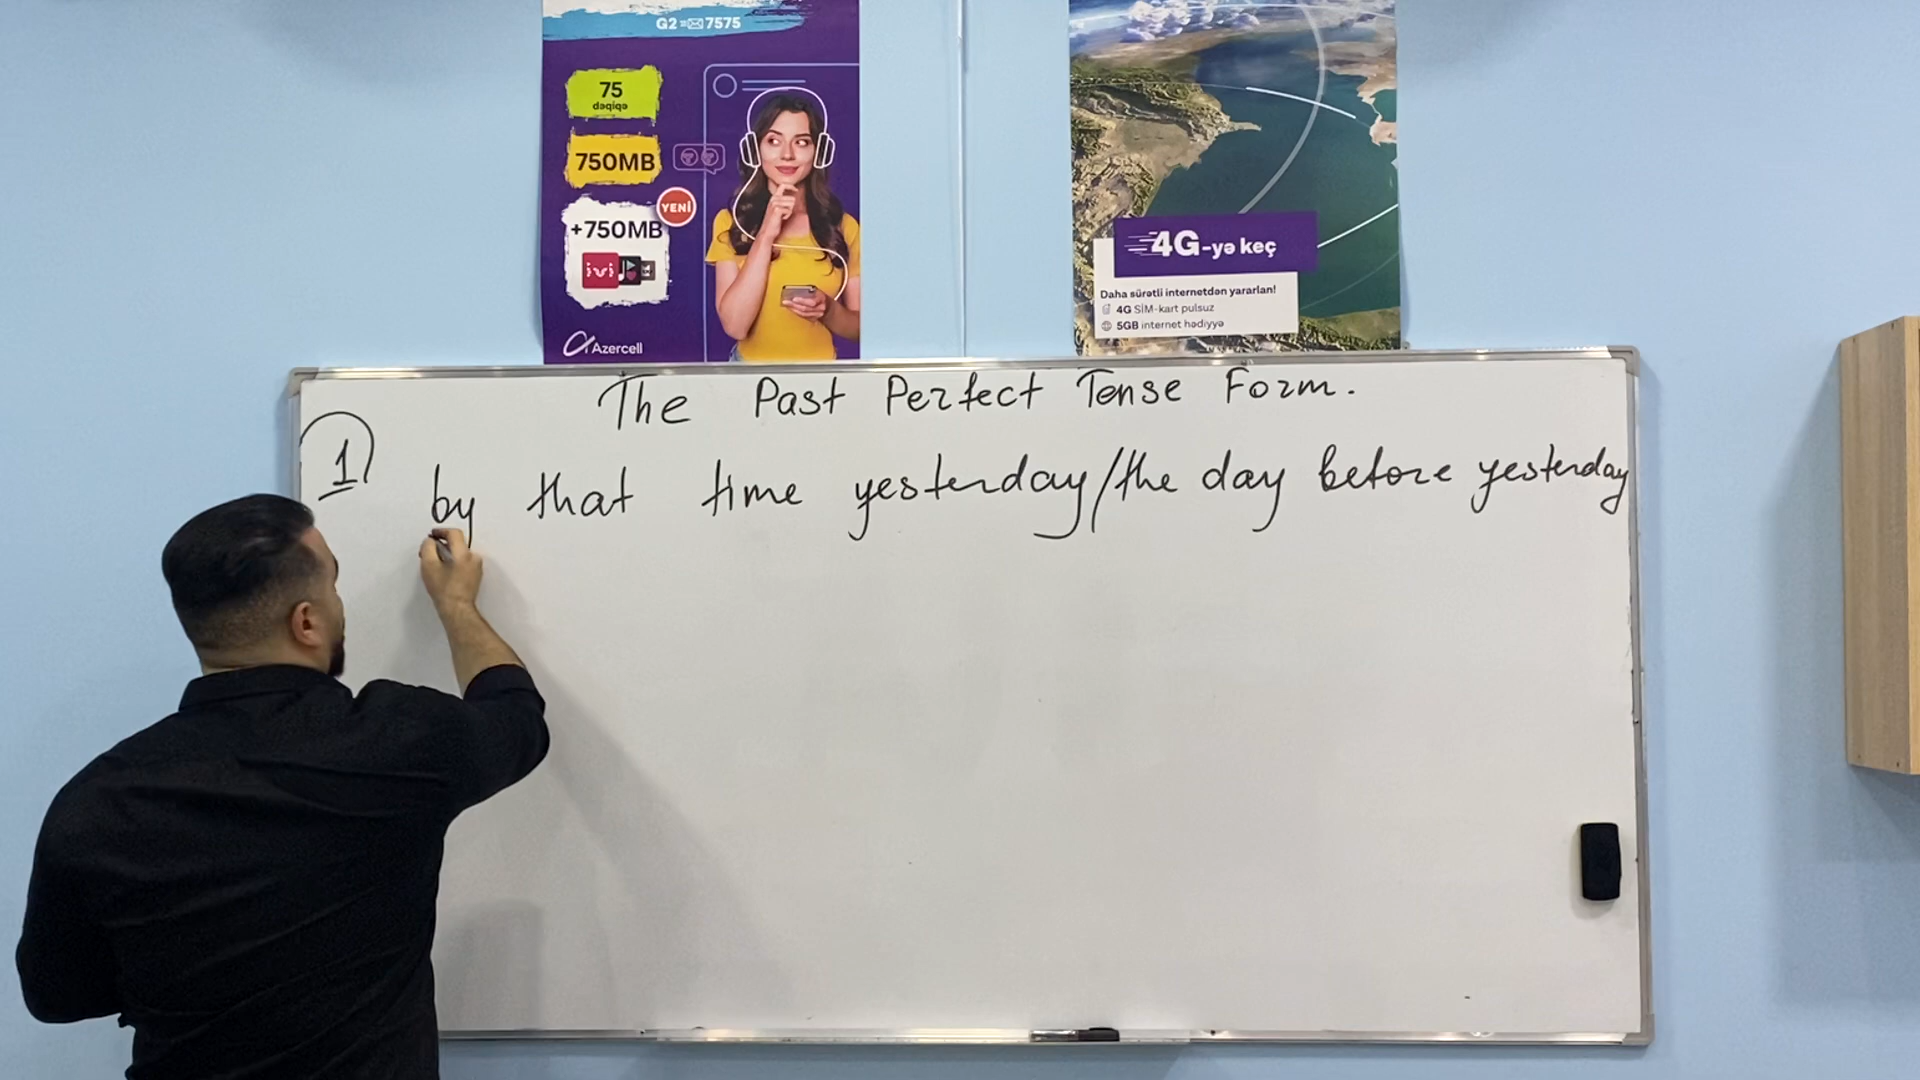 G2 = 7575
75
dəqiqə
750MB
YENİ
+750MB
ivi
Azercell
4G-yə keç
Daha sürətli internetdən yararlan!
4G SİM-kart pulsuz
5GB internet hədiyyə
The Past Perfect Tense Form.
1 by that time yesterday/the day before yesterday